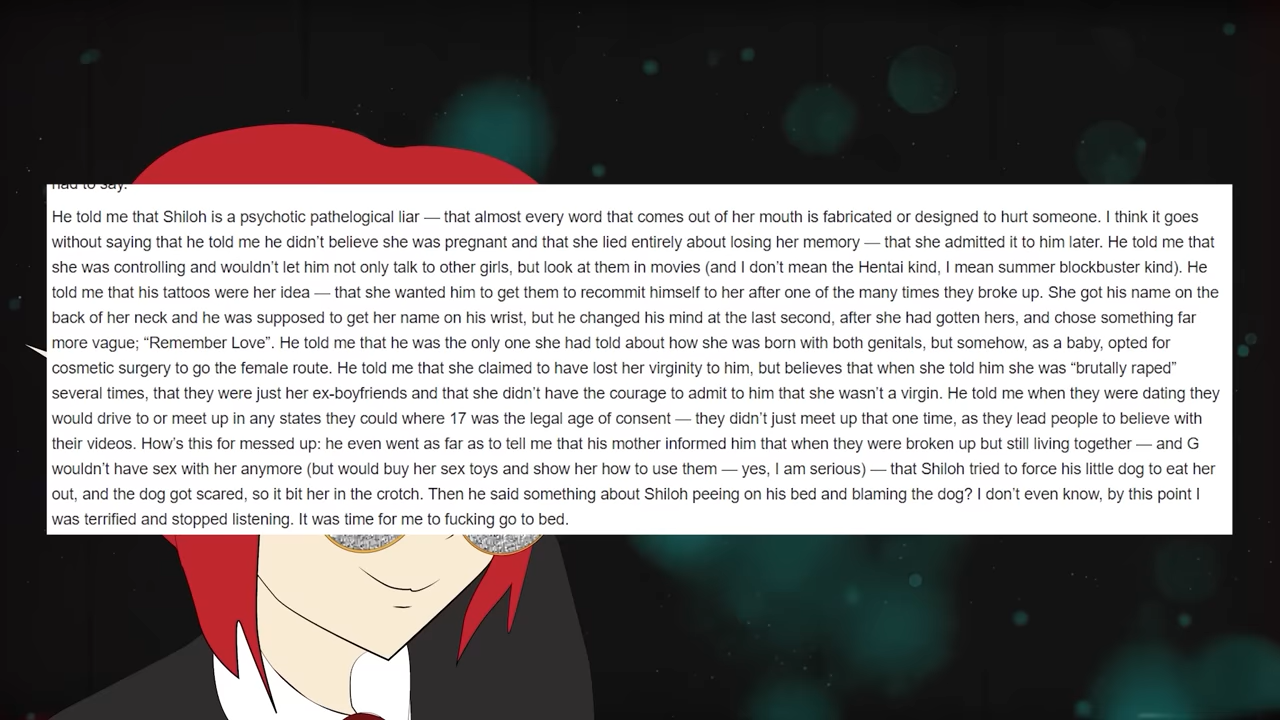 had to say.
He told me that Shiloh is a psychotic pathelogical liar — that almost every word that comes out of her mouth is fabricated or designed to hurt someone. I think it goes
without saying that he told me he didn’t believe she was pregnant and that she lied entirely about losing her memory — that she admitted it to him later. He told me that
she was controlling and wouldn’t let him not only talk to other girls, but look at them in movies (and I don’t mean the Hentai kind, I mean summer blockbuster kind). He
told me that his tattoos were her idea — that she wanted him to get them to recommit himself to her after one of the many times they broke up. She got his name on the
back of her neck and he was supposed to get her name on his wrist, but he changed his mind at the last second, after she had gotten hers, and chose something far
more vague; “Remember Love”. He told me that he was the only one she had told about how she was born with both genitals, but somehow, as a baby, opted for
cosmetic surgery to go the female route. He told me that she claimed to have lost her virginity to him, but believes that when she told him she was “brutally raped”
several times, that they were just her ex-boyfriends and that she didn’t have the courage to admit to him that she wasn’t a virgin. He told me when they were dating they
would drive to or meet up in any states they could where 17 was the legal age of consent — they didn’t just meet up that one time, as they lead people to believe with
their videos. How’s this for messed up: he even went as far as to tell me that his mother informed him that when they were broken up but still living together — and G
wouldn’t have sex with her anymore (but would buy her sex toys and show her how to use them — yes, I am serious) — that Shiloh tried to force his little dog to eat her
out, and the dog got scared, so it bit her in the crotch. Then he said something about Shiloh peeing on his bed and blaming the dog? I don’t even know, by this point I
was terrified and stopped listening. It was time for me to fucking go to bed.